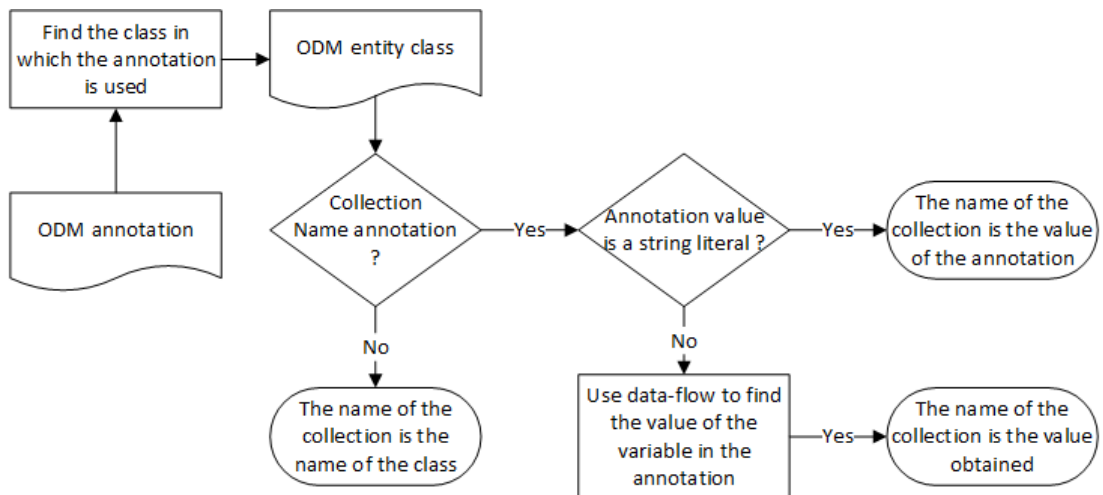 Find the class in
which the annotation
is used
ODM entity class
ODM annotation
Collection
Name annotation
?
Yes
Annotation value
is a string literal ?
Yes
The name of the
collection is the value
of the annotation
No
No
The name of the
collection is the
name of the class
Use data-flow to find
the value of the
variable in the
annotation
Yes
The name of the
collection is the value
obtained